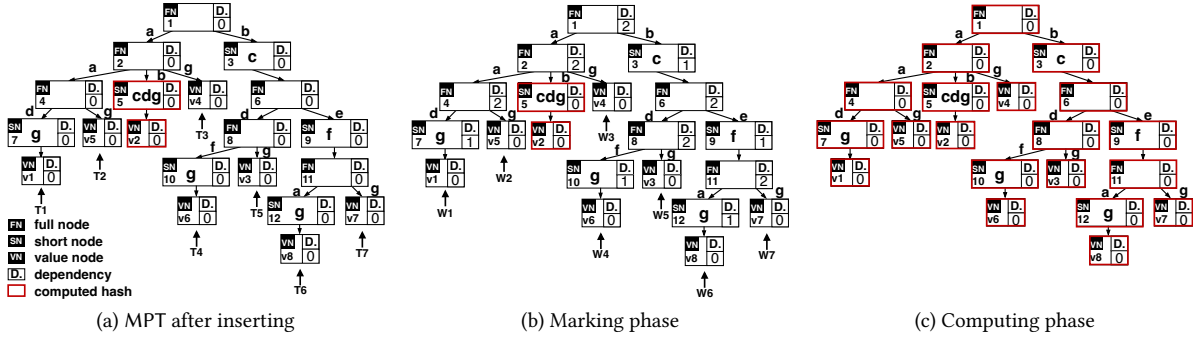 FN D.
1 0
a b
FN D. SN c D.
2 0 3 0
a b g
FN D. SN cdg D. VN D. FN D.
4 0 5 0 v4 0 6 0
d g d e
SN g D. VN D. VN D. T3 FN D. SN f D.
7 0 v5 0 v2 0 8 0 9 0
f g
VN D. T2 SN g D. VN D. FN D.
v1 0 10 0 v3 0 11 0
a g
T1 VN D. T5 SN g D. VN D.
v6 0 12 0 v7 0
T4 VN D. T7
v8 0
T6
FN full node
SN short node
VN value node
D. dependency
computed hash
(a) MPT after inserting
FN D.
1 2
a b
FN D. SN c D.
2 2 3 1
a b g
FN D. SN cdg D. VN D. FN D.
4 2 5 0 v4 0 6 2
d g d e
SN g D. VN D. VN D. W3 FN D. SN f D.
7 1 v5 0 v2 0 8 2 9 1
f g
VN D. W2 SN g D. VN D. FN D.
v1 0 10 1 v3 0 11 2
a g
W1 VN D. W5 SN g D. VN D.
v6 0 12 1 v7 0
W4 VN D. W7
v8 0
W6
(b) Marking phase
FN D.
1 0
a b
FN D. SN c D.
2 0 3 0
a b g
FN D. SN cdg D. VN D. FN D.
4 0 5 0 v4 0 6 0
d g d e
SN g D. VN D. VN D. FN D. SN f D.
7 0 v5 0 v2 0 8 0 9 0
f g
VN D. SN g D. VN D. FN D.
v1 0 10 0 v3 0 11 0
a g
VN D. SN g D. VN D.
v6 0 12 0 v7 0
VN D.
v8 0
(c) Computing phase